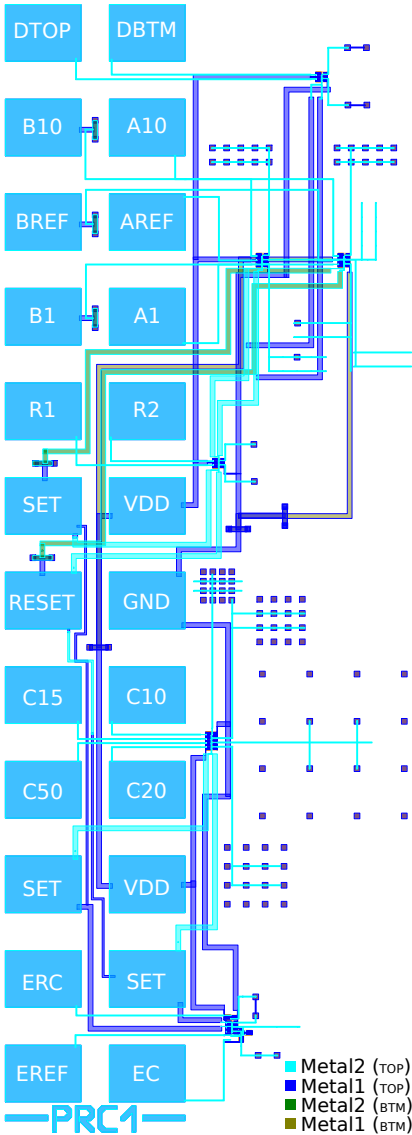 DTOP DBTM
B10 A10
BREF AREF
B1 A1
R1 R2
SET VDD
RESET GND
C15 C10
C50 C20
SET VDD
ERC SET
EREF EC
PRC1
Metal2 (TOP)
Metal1 (TOP)
Metal2 (BTM)
Metal1 (BTM)